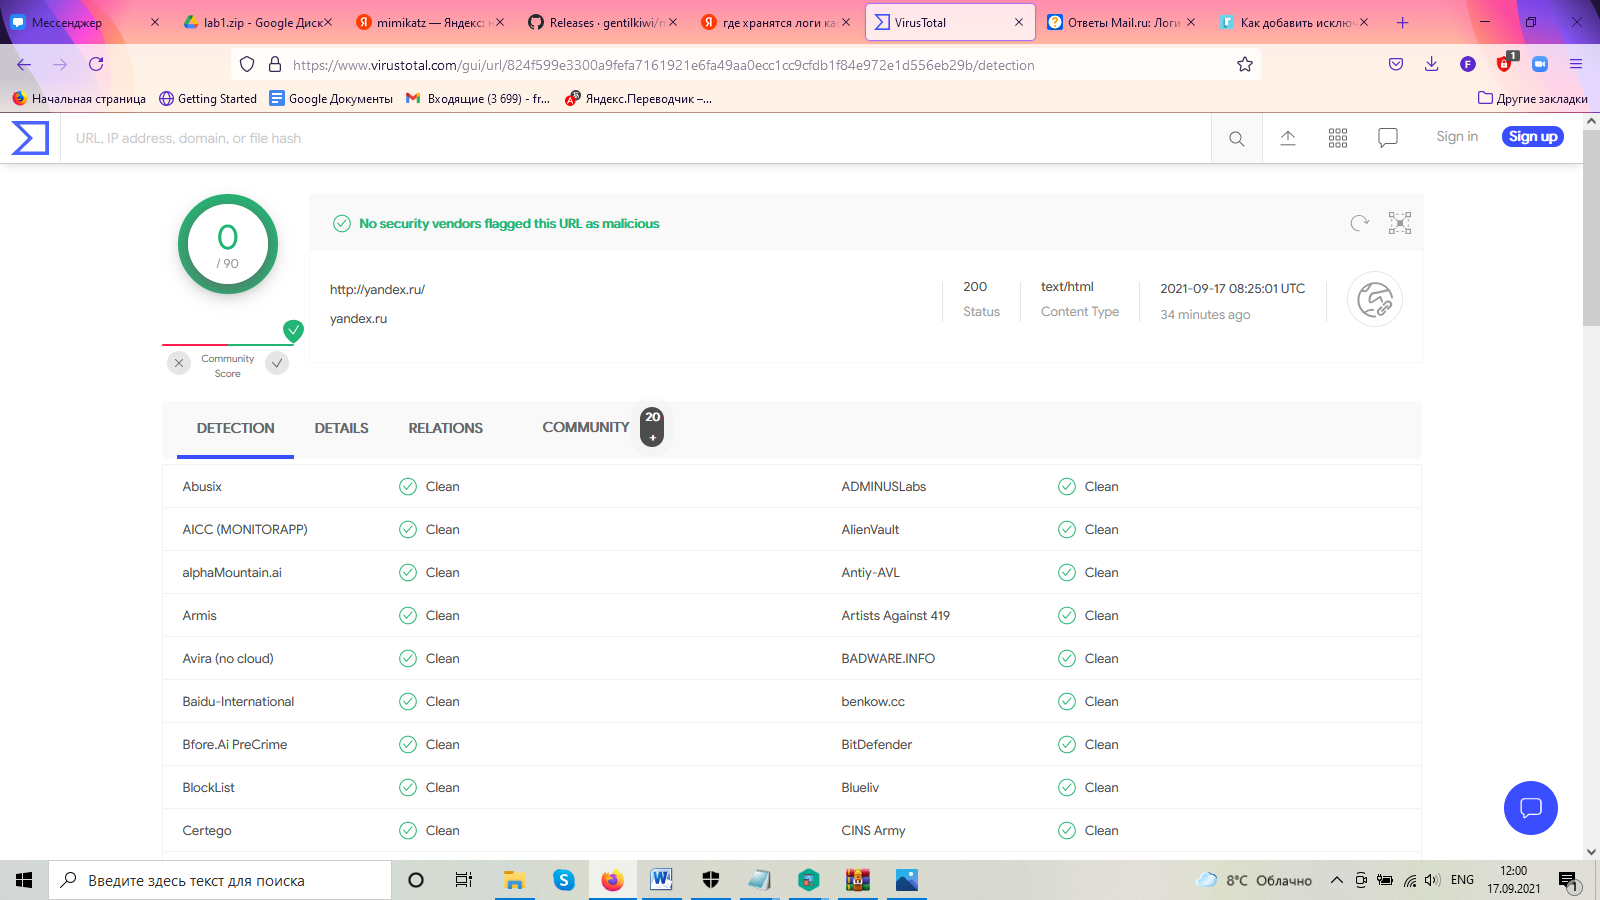 Мессенджер
lab1.zip - Google Диск
mimikatz — Яндекс: н
Releases · gentilkiwi/m
где хранятся логи кас
VirusTotal
Ответы Mail.ru: Логи
Как добавить исключ
https://www.virustotal.com/gui/url/824f599e3300a9fefa7161921e6fa49aa0ecc1cc9cfdb1f84e972e1d556eb29b/detection
F
1
Начальная страница
Getting Started
Google Документы
Входящие (3 699) - fr...
Яндекс.Переводчик –...
Другие закладки
URL, IP address, domain, or file hash
Sign in
Sign up
0
/ 90
No security vendors flagged this URL as malicious
http://yandex.ru/
yandex.ru
200
Status
text/html
Content Type
2021-09-17 08:25:01 UTC
34 minutes ago
Community
Score
DETECTION
DETAILS
RELATIONS
COMMUNITY
20
+
Abusix Clean ADMINUSLabs Clean
AICC (MONITORAPP) Clean AlienVault Clean
alphaMountain.ai Clean Antiy-AVL Clean
Armis Clean Artists Against 419 Clean
Avira (no cloud) Clean BADWARE.INFO Clean
Baidu-International Clean benkow.cc Clean
Bfore.Ai PreCrime Clean BitDefender Clean
BlockList Clean Blueliv Clean
Certego Clean CINS Army Clean
Введите здесь текст для поиска
8°C Облачно
ENG
12:00
17.09.2021
1